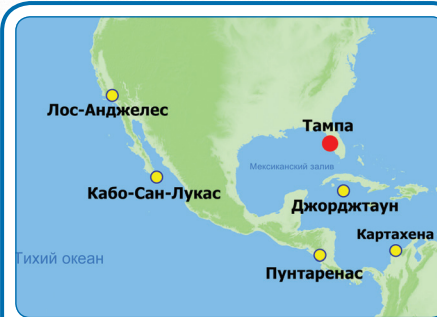 Лос-Анджелес
Тампа
Мексиканский залив
Кабо-Сан-Лукас
Джорджтаун
Картахена
Тихий океан
Пунтаренас